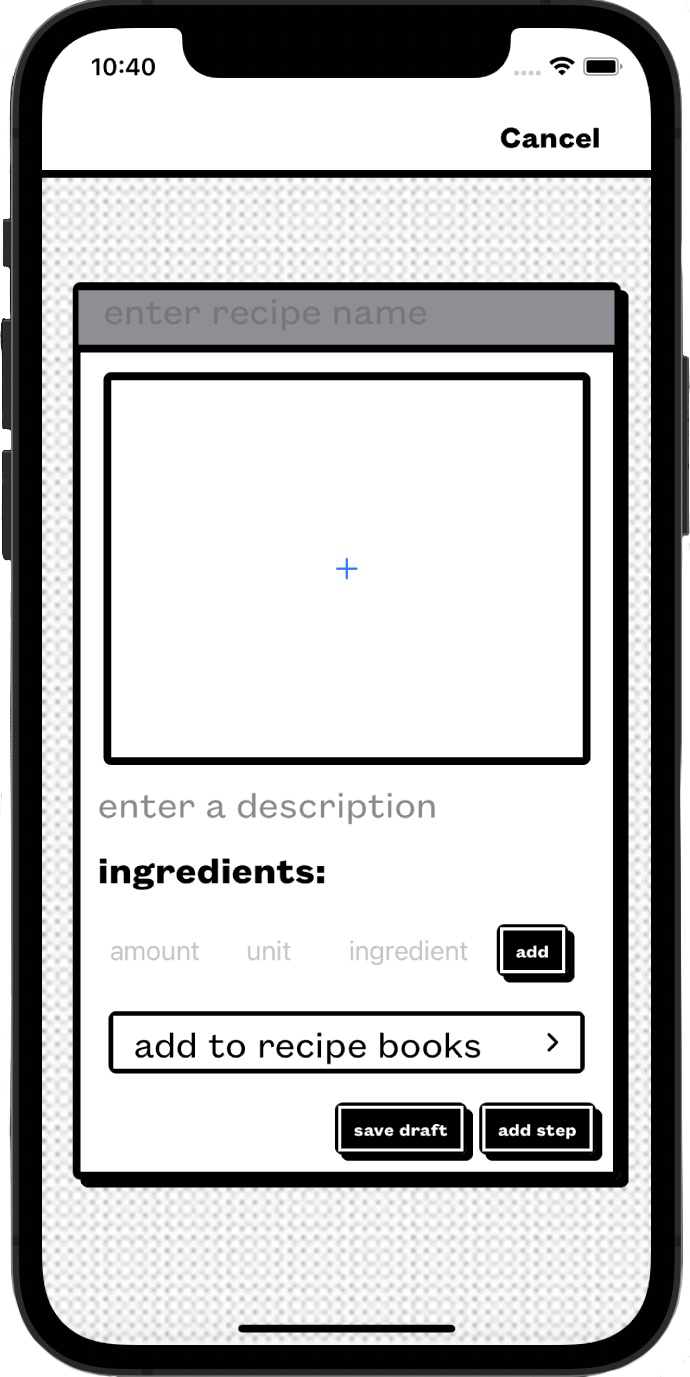 10:40
Cancel
enter recipe name
enter a description
ingredients:
amount unit ingredient add
add to recipe books
save draft add step